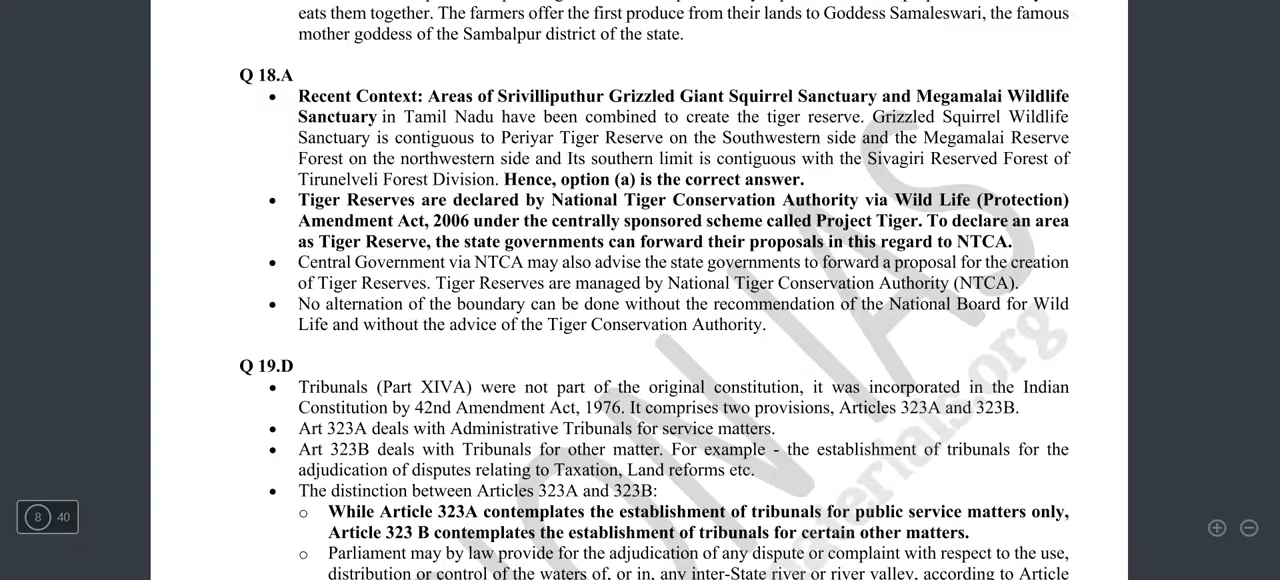 eats them together. The farmers offer the first produce from their lands to Goddess Samaleswari, the famous
mother goddess of the Sambalpur district of the state.
Q 18.A
• Recent Context: Areas of Srivilliputhur Grizzled Giant Squirrel Sanctuary and Megamalai Wildlife
Sanctuary in Tamil Nadu have been combined to create the tiger reserve. Grizzled Squirrel Wildlife
Sanctuary is contiguous to Periyar Tiger Reserve on the Southwestern side and the Megamalai Reserve
Forest on the northwestern side and Its southern limit is contiguous with the Sivagiri Reserved Forest of
Tirunelveli Forest Division. Hence, option (a) is the correct answer.
• Tiger Reserves are declared by National Tiger Conservation Authority via Wild Life (Protection)
Amendment Act, 2006 under the centrally sponsored scheme called Project Tiger. To declare an area
as Tiger Reserve, the state governments can forward their proposals in this regard to NTCA.
• Central Government via NTCA may also advise the state governments to forward a proposal for the creation
of Tiger Reserves. Tiger Reserves are managed by National Tiger Conservation Authority (NTCA).
• No alternation of the boundary can be done without the recommendation of the National Board for Wild
Life and without the advice of the Tiger Conservation Authority.
Q 19.D
• Tribunals (Part XIVA) were not part of the original constitution, it was incorporated in the Indian
Constitution by 42nd Amendment Act, 1976. It comprises two provisions, Articles 323A and 323B.
• Art 323A deals with Administrative Tribunals for service matters.
• Art 323B deals with Tribunals for other matter. For example - the establishment of tribunals for the
adjudication of disputes relating to Taxation, Land reforms etc.
• The distinction between Articles 323A and 323B:
o While Article 323A contemplates the establishment of tribunals for public service matters only,
Article 323 B contemplates the establishment of tribunals for certain other matters.
o Parliament may by law provide for the adjudication of any dispute or complaint with respect to the use,
distribution or control of the waters of, or in, any inter-State river or river valley, according to Article
8 40